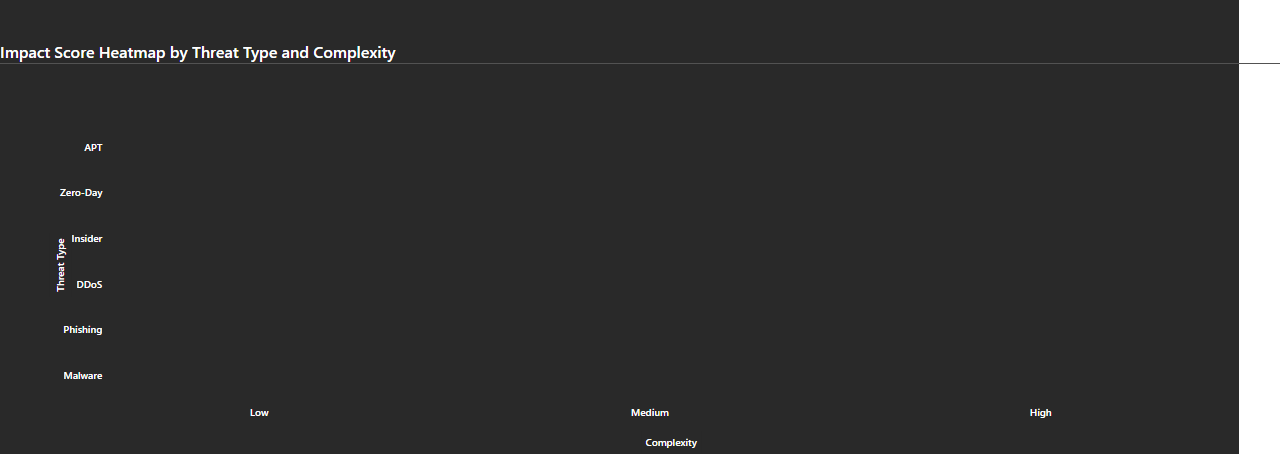 Impact Score Heatmap by Threat Type and Complexity
APT
Zero-Day
Insider
Threat Type
DDoS
Phishing
Malware
Low
Medium
High
Complexity